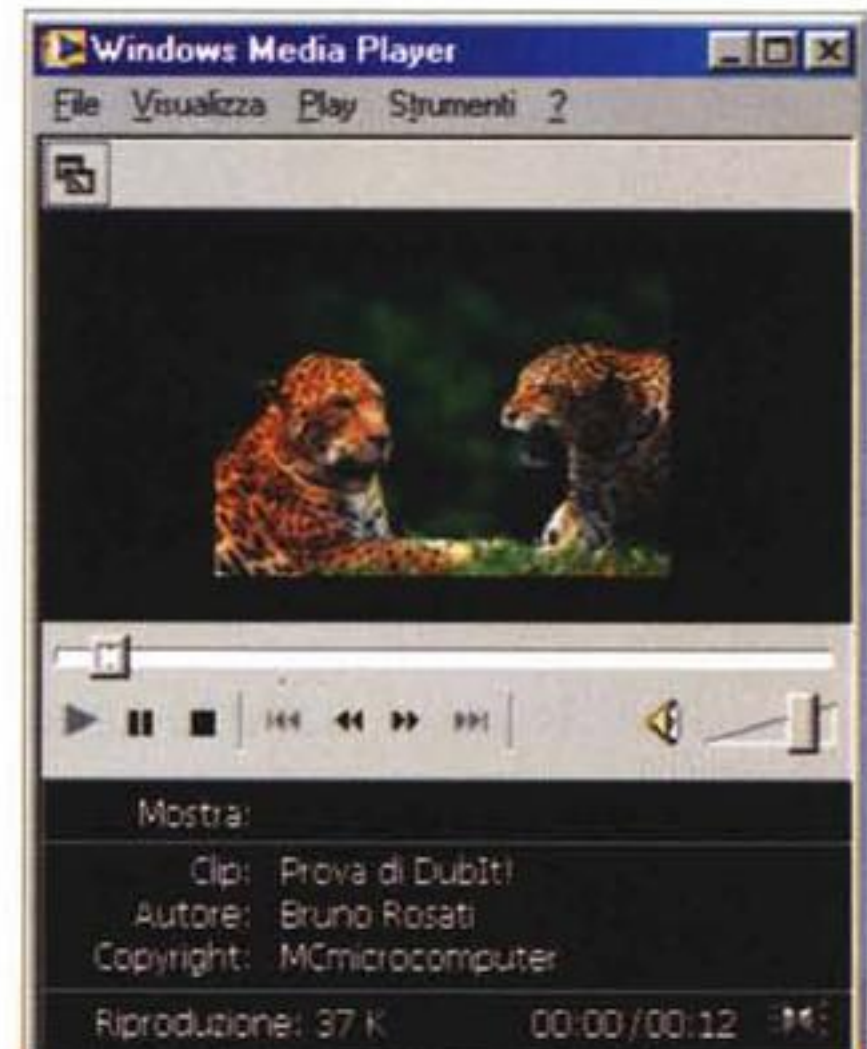 Windows Media Player
File Visualizza Play Strumenti ?
Mostra:
Clip: Prova di DubIt!
Autore: Bruno Rosati
Copyright: MCmicrocomputer
Riproduzione: 37 K 00:00/00:12